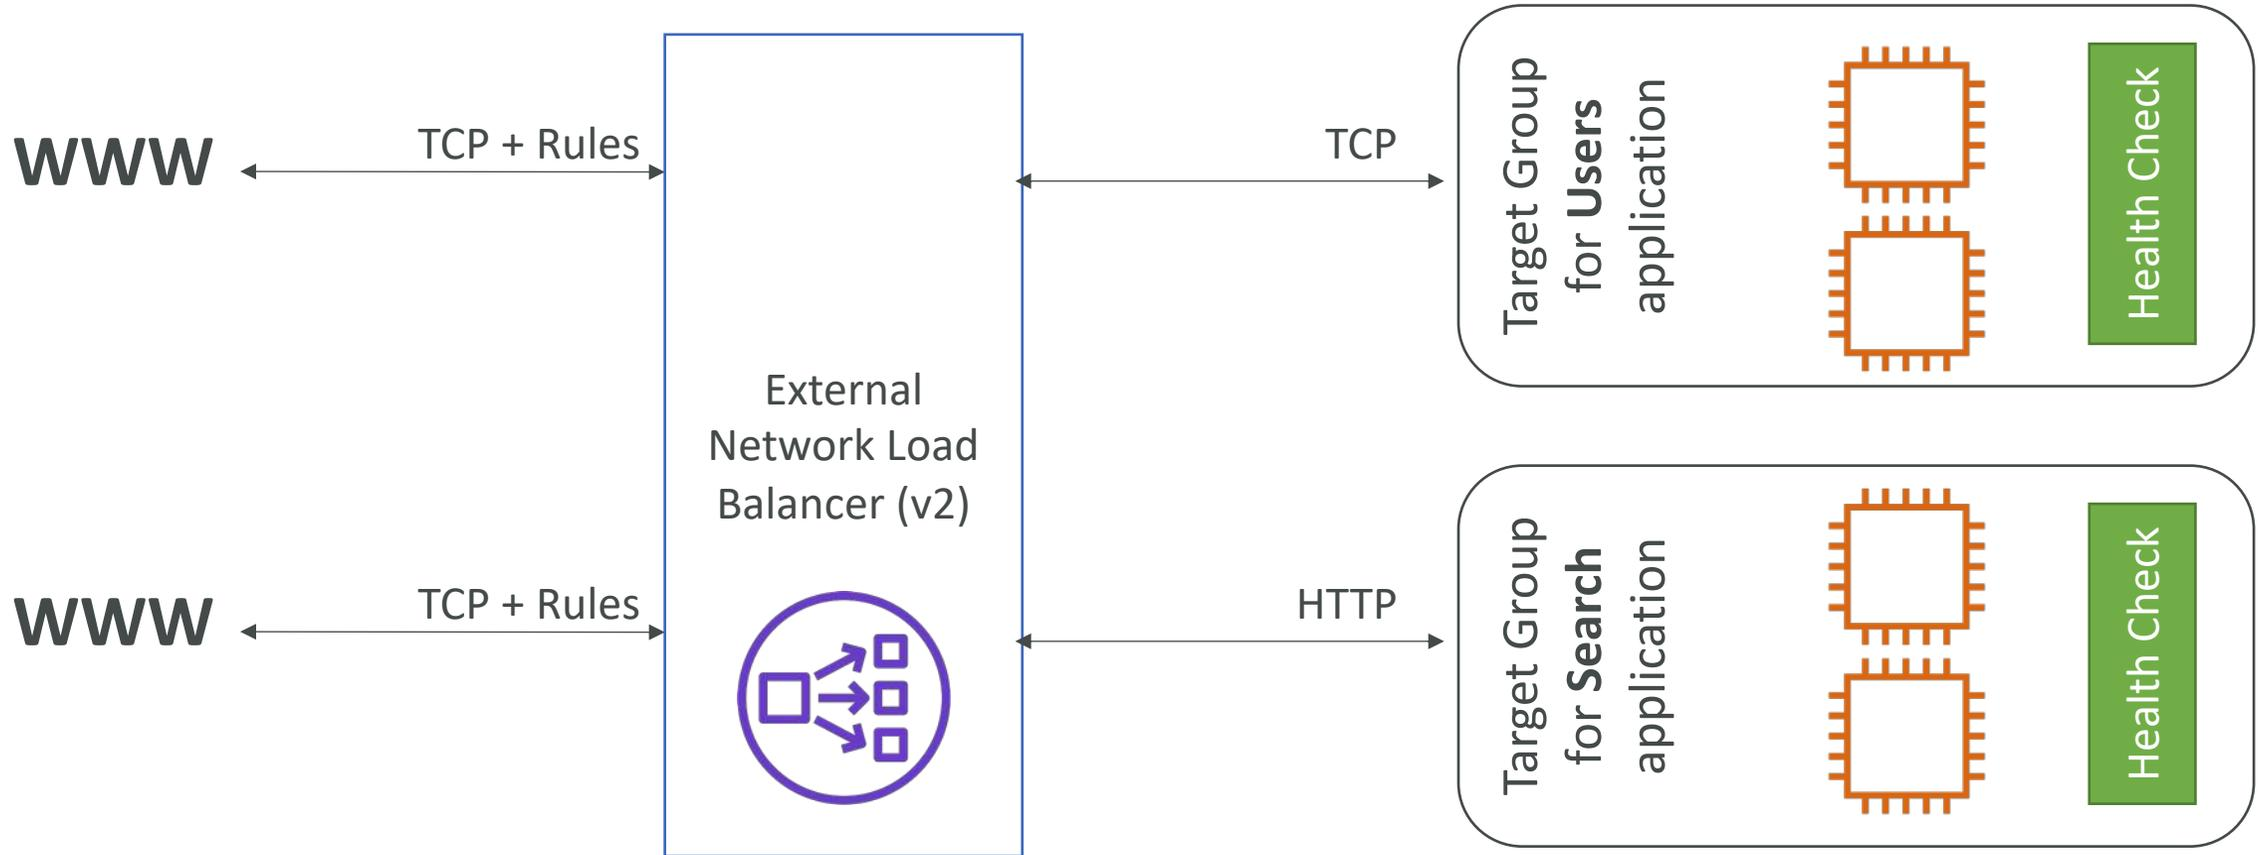 WWW
TCP + Rules
TCP
Target Group
for Users
application
Health Check
External
Network Load
Balancer (v2)
WWW
TCP + Rules
HTTP
Target Group
for Search
application
Health Check